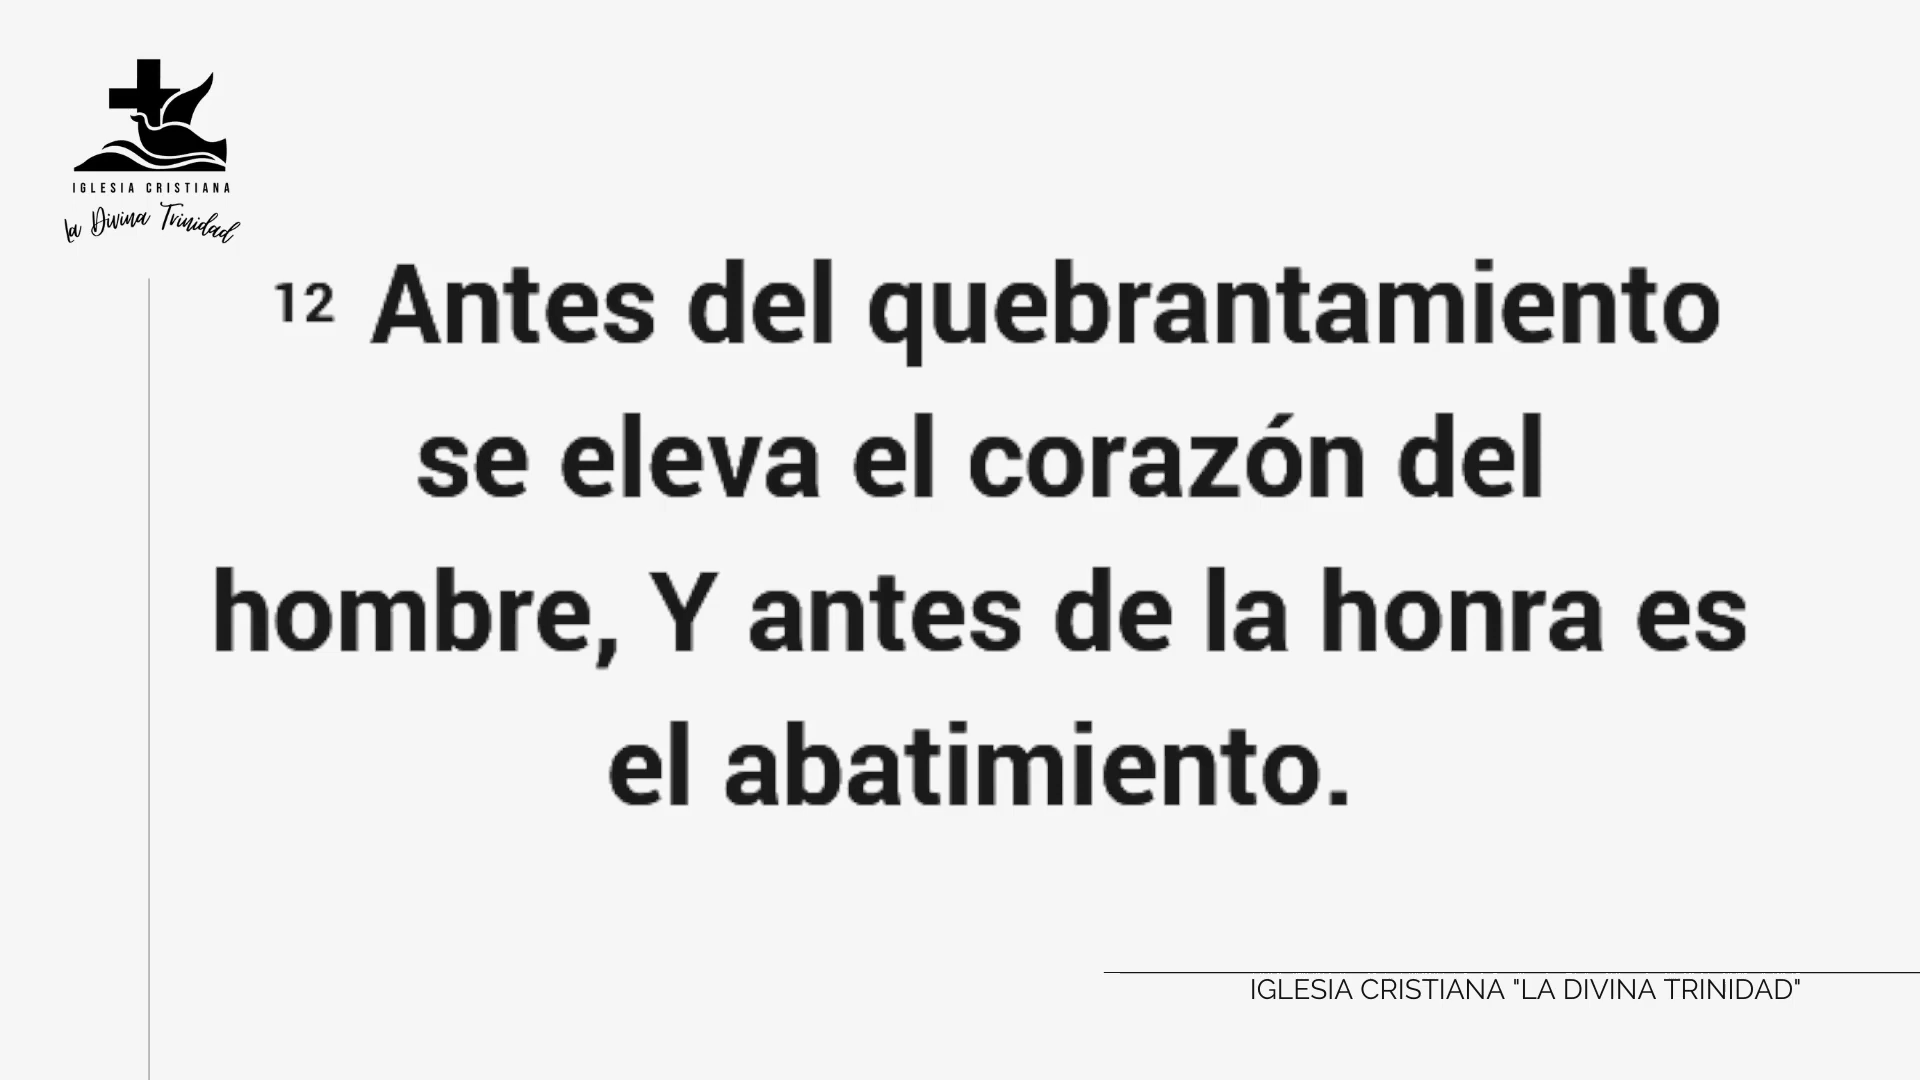 IGLESIA CRISTIANA
La Divina Trinidad
12 Antes del quebrantamiento
se eleva el corazón del
hombre, Y antes de la honra es
el abatimiento.
IGLESIA CRISTIANA "LA DIVINA TRINIDAD"